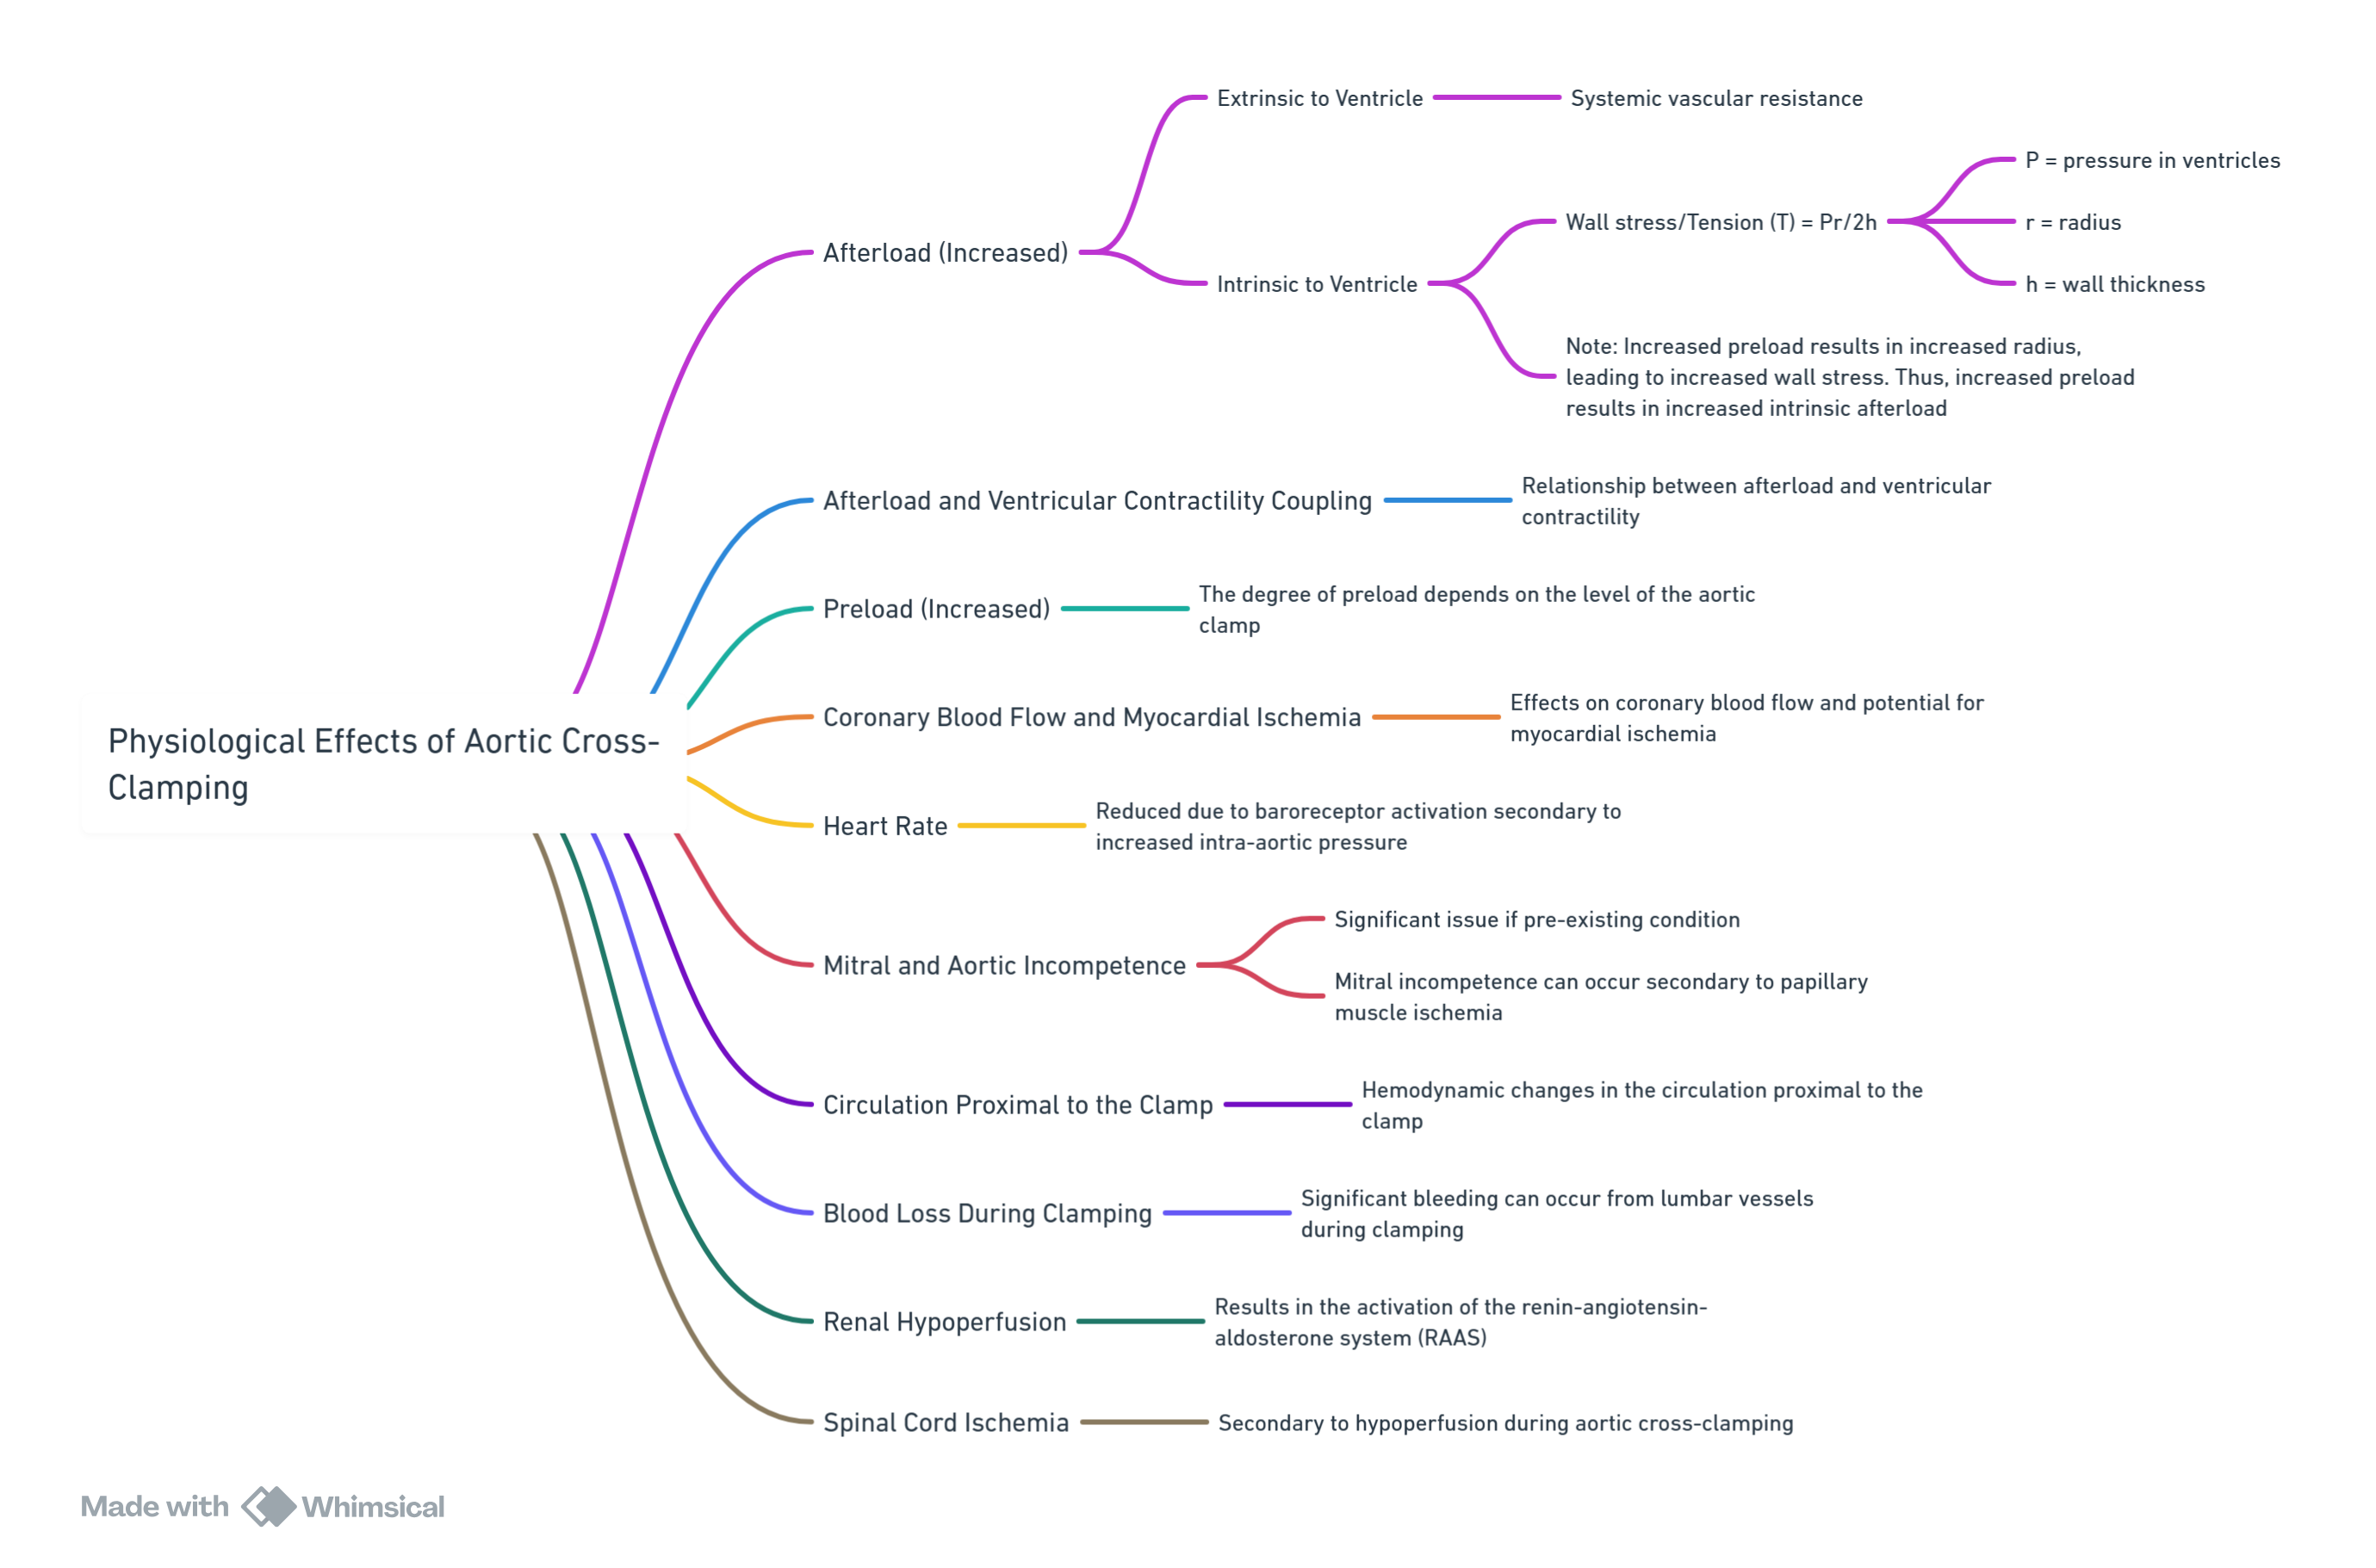 Physiological Effects of Aortic Cross-
Clamping
Afterload (Increased)
Extrinsic to Ventricle
Systemic vascular resistance
Intrinsic to Ventricle
Wall stress/Tension (T) = Pr/2h
P = pressure in ventricles
r = radius
h = wall thickness
Note: Increased preload results in increased radius,
leading to increased wall stress. Thus, increased preload
results in increased intrinsic afterload
Afterload and Ventricular Contractility Coupling
Relationship between afterload and ventricular
contractility
Preload (Increased)
The degree of preload depends on the level of the aortic
clamp
Coronary Blood Flow and Myocardial Ischemia
Effects on coronary blood flow and potential for
myocardial ischemia
Heart Rate
Reduced due to baroreceptor activation secondary to
increased intra-aortic pressure
Mitral and Aortic Incompetence
Significant issue if pre-existing condition
Mitral incompetence can occur secondary to papillary
muscle ischemia
Circulation Proximal to the Clamp
Hemodynamic changes in the circulation proximal to the
clamp
Blood Loss During Clamping
Significant bleeding can occur from lumbar vessels
during clamping
Renal Hypoperfusion
Results in the activation of the renin-angiotensin-
aldosterone system (RAAS)
Spinal Cord Ischemia
Secondary to hypoperfusion during aortic cross-clamping
Made with Whimsical